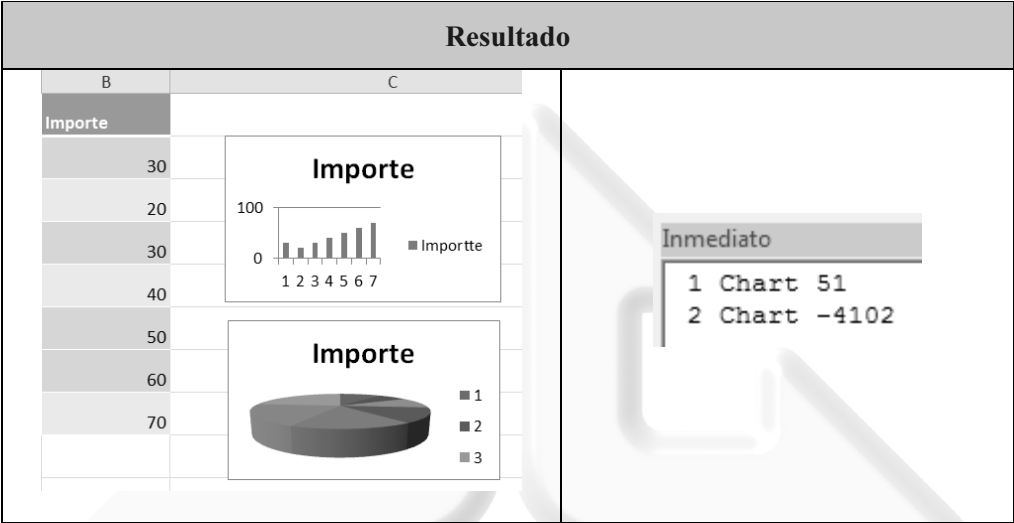 Resultado
B C
Importe
30
20
30
40
50
60
70
Importe
100
0
1 2 3 4 5 6 7
Importte
Importe
1
2
3
Inmediato
1 Chart 51
2 Chart -4102